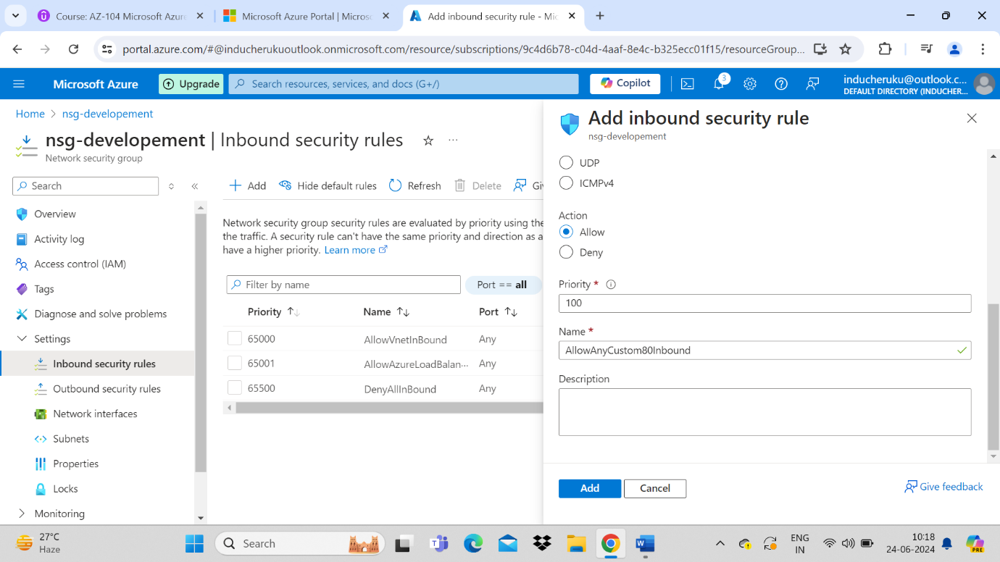 Course: AZ-104 Microsoft Azure
Microsoft Azure Portal | Microsoft
Add inbound security rule - Mic
portal.azure.com/#@inducherukuoutlook.onmicrosoft.com/resource/subscriptions/9c4d6b78-c04d-4aaf-8e4c-b325ecc01f15/resourceGroup...
Microsoft Azure
Upgrade
Search resources, services, and docs (G+/)
Copilot
3
inducheruku@outlook.c...
DEFAULT DIRECTORY (INDUCHER...
Home > nsg-developement
nsg-developement | Inbound security rules
Network security group
Search
Overview
Activity log
Access control (IAM)
Tags
Diagnose and solve problems
Settings
Inbound security rules
Outbound security rules
Network interfaces
Subnets
Properties
Locks
Monitoring
Add
Hide default rules
Refresh
Delete
Gi
Network security group security rules are evaluated by priority using the
the traffic. A security rule can't have the same priority and direction as a
have a higher priority. Learn more
Filter by name
Port == all
Priority Name Port
65000 AllowVnetInBound Any
65001 AllowAzureLoadBalan... Any
65500 DenyAllInBound Any
Add inbound security rule
nsg-developement
UDP
ICMPv4
Action
Allow
Deny
Priority *
100
Name *
AllowAnyCustom80Inbound
Description
Add
Cancel
Give feedback
27°C
Haze
Search
ENG
IN
10:18
24-06-2024
PRE